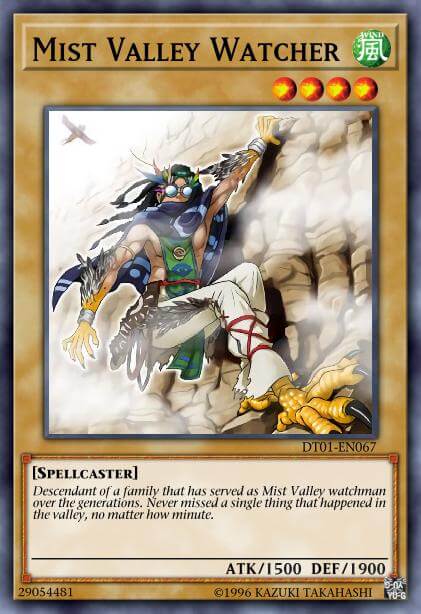 MIST VALLEY WATCHER
WIND
風
DT01-EN067
[SPELLCASTER]
Descendant of a family that has served as Mist Valley watchman
over the generations. Never missed a single thing that happened in
the valley, no matter how minute.
ATK/1500 DEF/1900
29054481
©1996 KAZUKI TAKAHASHI